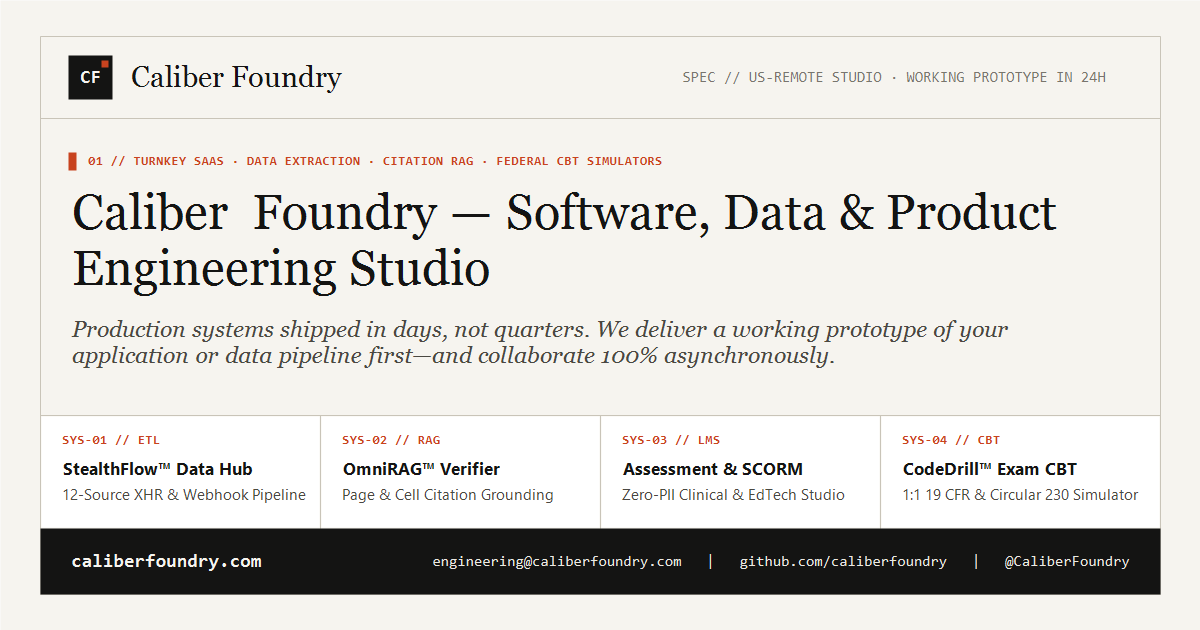 CF
Caliber Foundry
SPEC // US-REMOTE STUDIO · WORKING PROTOTYPE IN 24H
01 // TURNKEY SAAS · DATA EXTRACTION · CITATION RAG · FEDERAL CBT SIMULATORS
Caliber Foundry — Software, Data & Product
Engineering Studio
Production systems shipped in days, not quarters. We deliver a working prototype of your
application or data pipeline first—and collaborate 100% asynchronously.
SYS-01 // ETL
StealthFlow™ Data Hub
12-Source XHR & Webhook Pipeline
SYS-02 // RAG
OmniRAG™ Verifier
Page & Cell Citation Grounding
SYS-03 // LMS
Assessment & SCORM
Zero-PII Clinical & EdTech Studio
SYS-04 // CBT
CodeDrill™ Exam CBT
1:1 19 CFR & Circular 230 Simulator
caliberfoundry.com
engineering@caliberfoundry.com | github.com/caliberfoundry | @CaliberFoundry